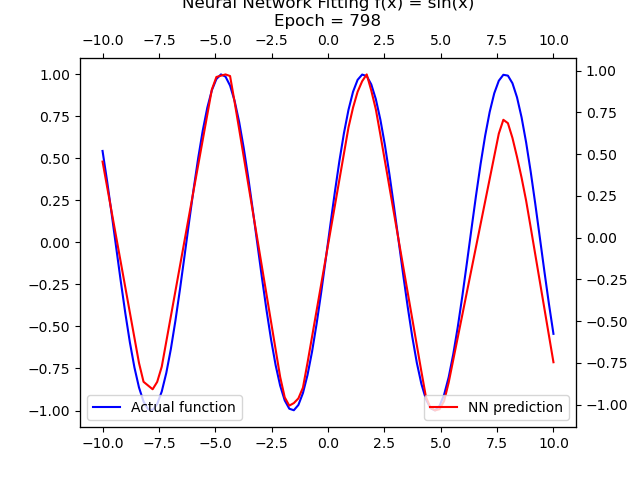 Neural Network Fitting f(x) = sin(x)
Epoch = 798
−10.0 −7.5 −5.0 −2.5 0.0 2.5 5.0 7.5 10.0
1.00 1.00
0.75 0.75
0.50 0.50
0.25 0.25
0.00 0.00
−0.25 −0.25
−0.50 −0.50
−0.75 −0.75
−1.00 Actual function NN prediction −1.00
−10.0 −7.5 −5.0 −2.5 0.0 2.5 5.0 7.5 10.0